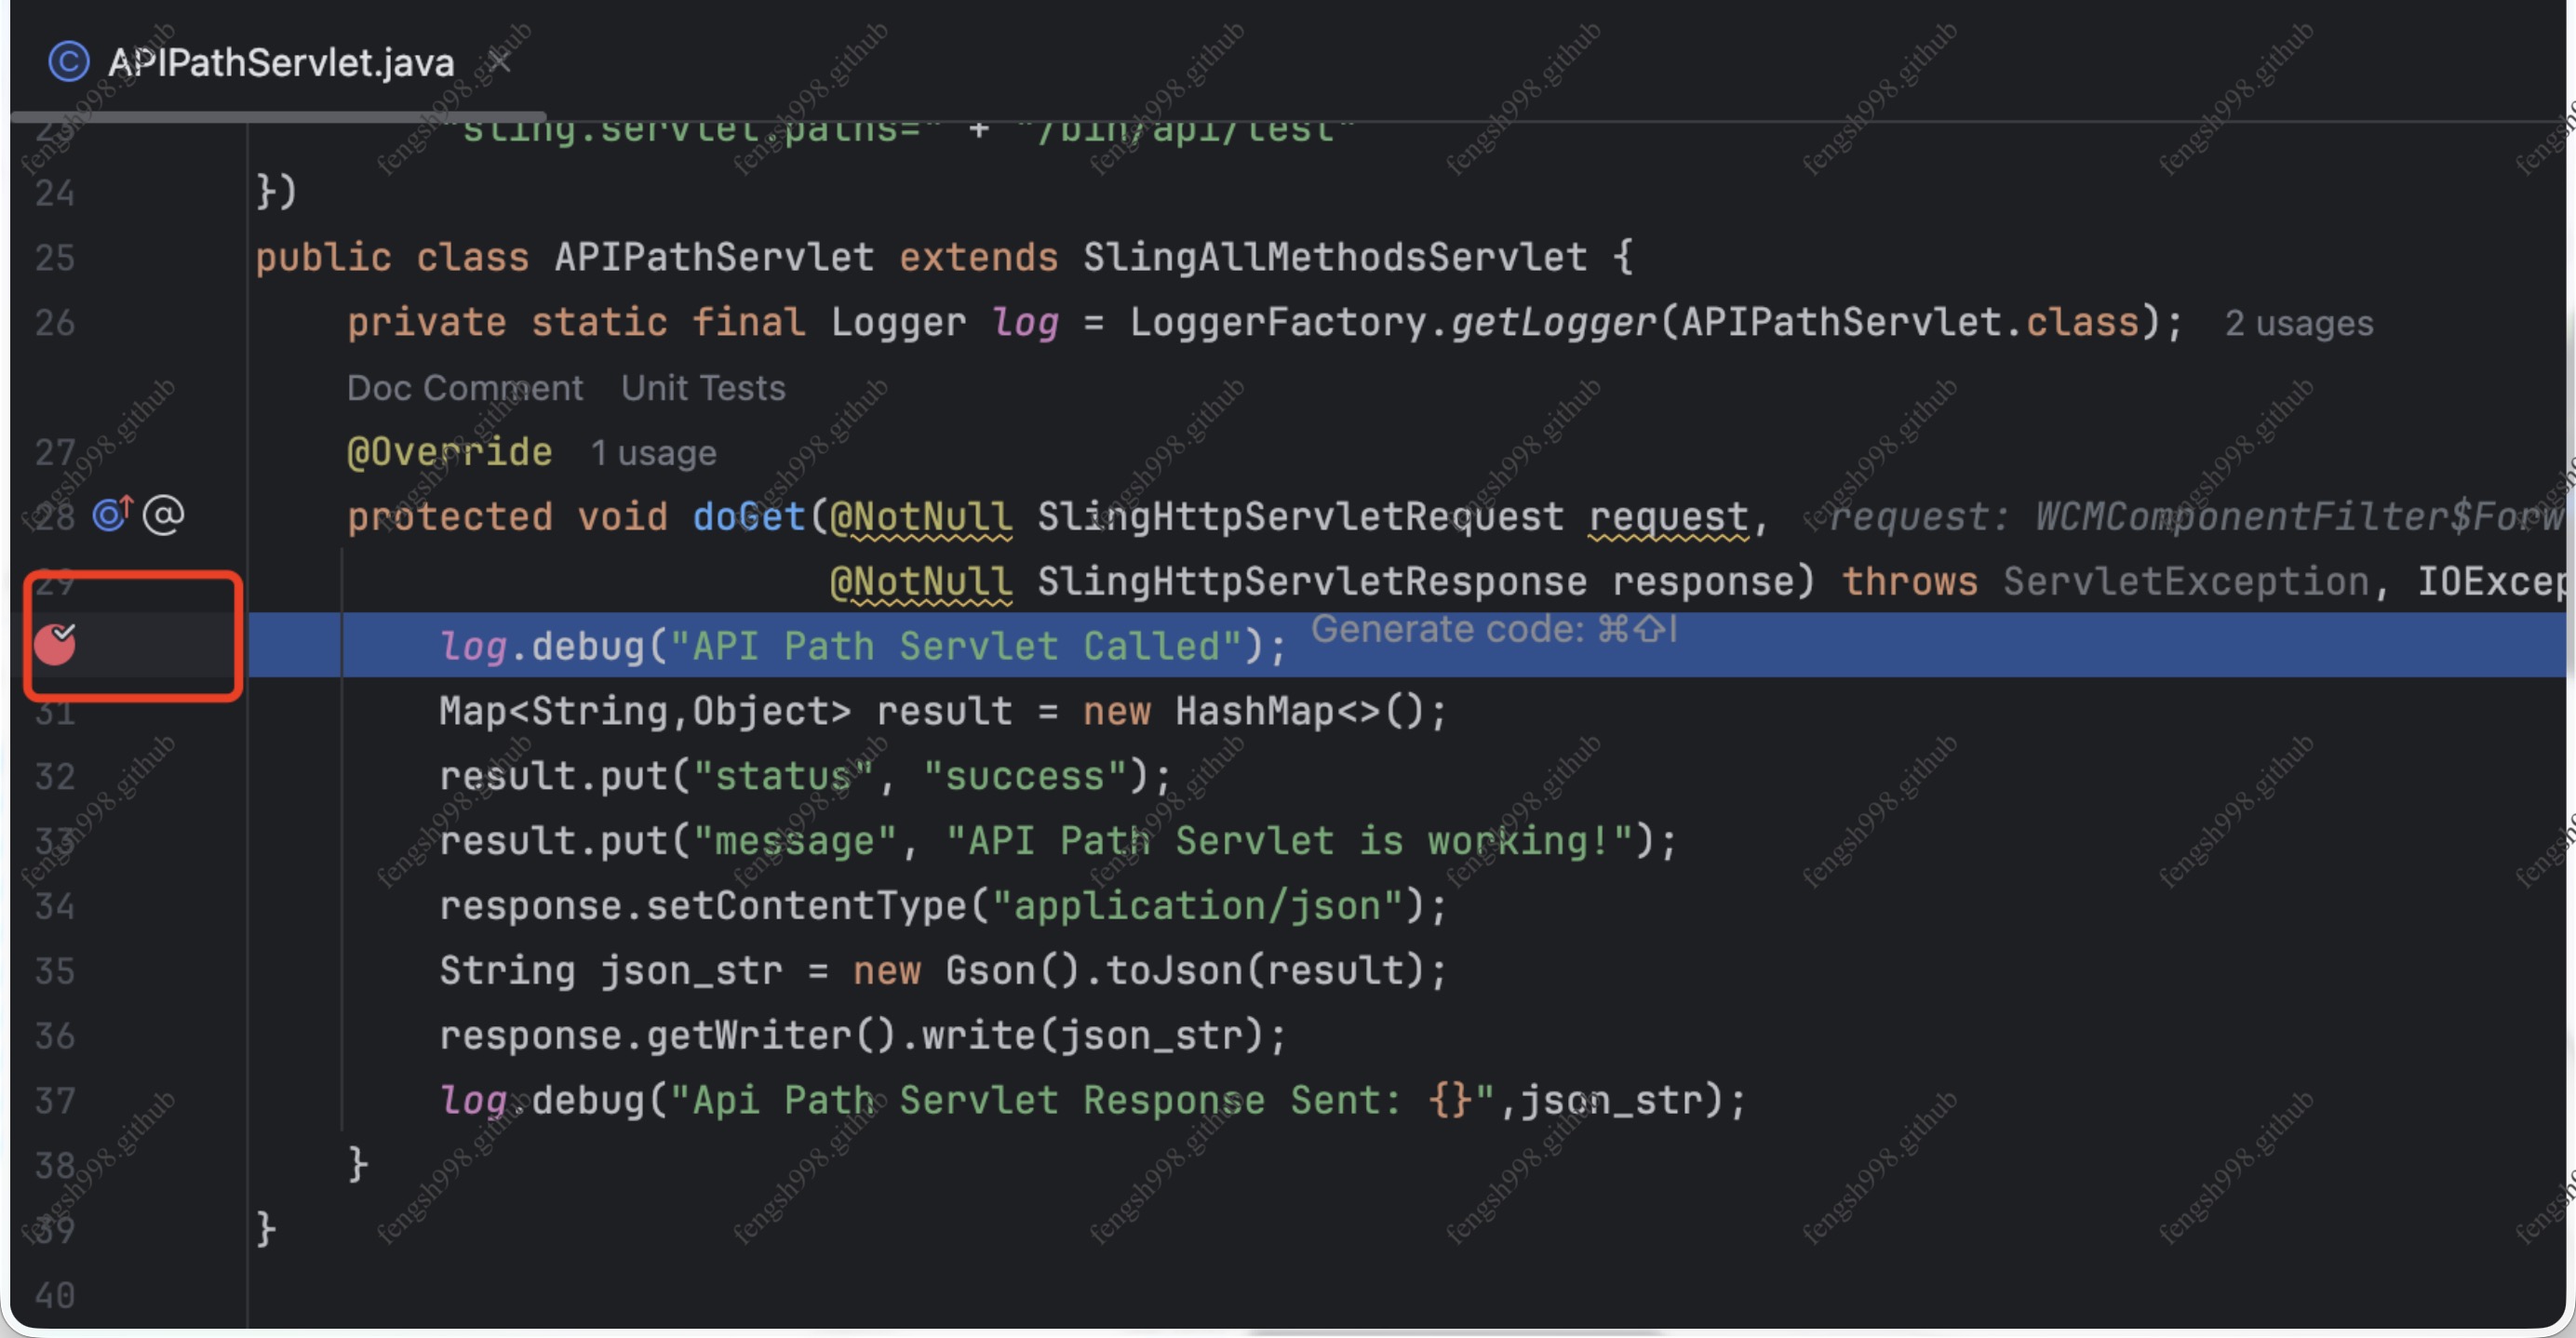 APIPathServlet.java
23 "sling.servlet.paths=" + "/bin/api/test"
24 })
25 public class APIPathServlet extends SlingAllMethodsServlet {
26 private static final Logger log = LoggerFactory.getLogger(APIPathServlet.class); 2 usages
Doc Comment Unit Tests
27 @Override 1 usage
28 protected void doGet(@NotNull SlingHttpServletRequest request, request: WCMComponentFilter$Forw
29 @NotNull SlingHttpServletResponse response) throws ServletException, IOExcep
log.debug("API Path Servlet Called"); Generate code: ⌘⇧I
31 Map<String,Object> result = new HashMap<>();
32 result.put("status", "success");
33 result.put("message", "API Path Servlet is working!");
34 response.setContentType("application/json");
35 String json_str = new Gson().toJson(result);
36 response.getWriter().write(json_str);
37 log.debug("Api Path Servlet Response Sent: {}",json_str);
38 }
39 }
40
fengsh998.github